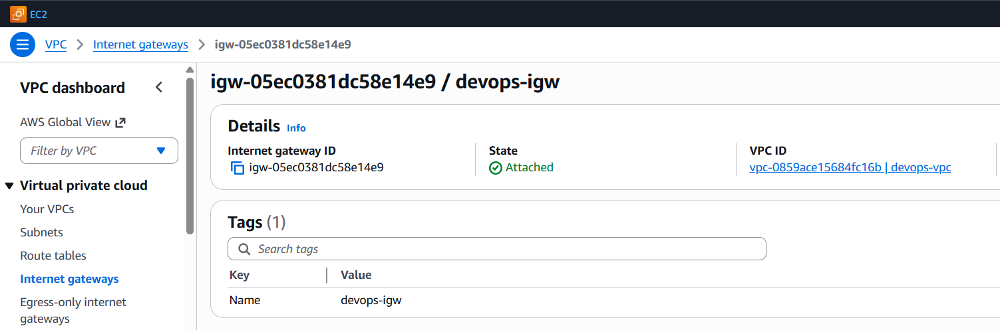 EC2
VPC > Internet gateways > igw-05ec0381dc58e14e9
VPC dashboard
AWS Global View
Filter by VPC
Virtual private cloud
Your VPCs
Subnets
Route tables
Internet gateways
Egress-only internet
gateways
igw-05ec0381dc58e14e9 / devops-igw
Details Info
Internet gateway ID
igw-05ec0381dc58e14e9
State
Attached
VPC ID
vpc-0859ace15684fc16b | devops-vpc
Tags (1)
Search tags
Key Value
Name devops-igw